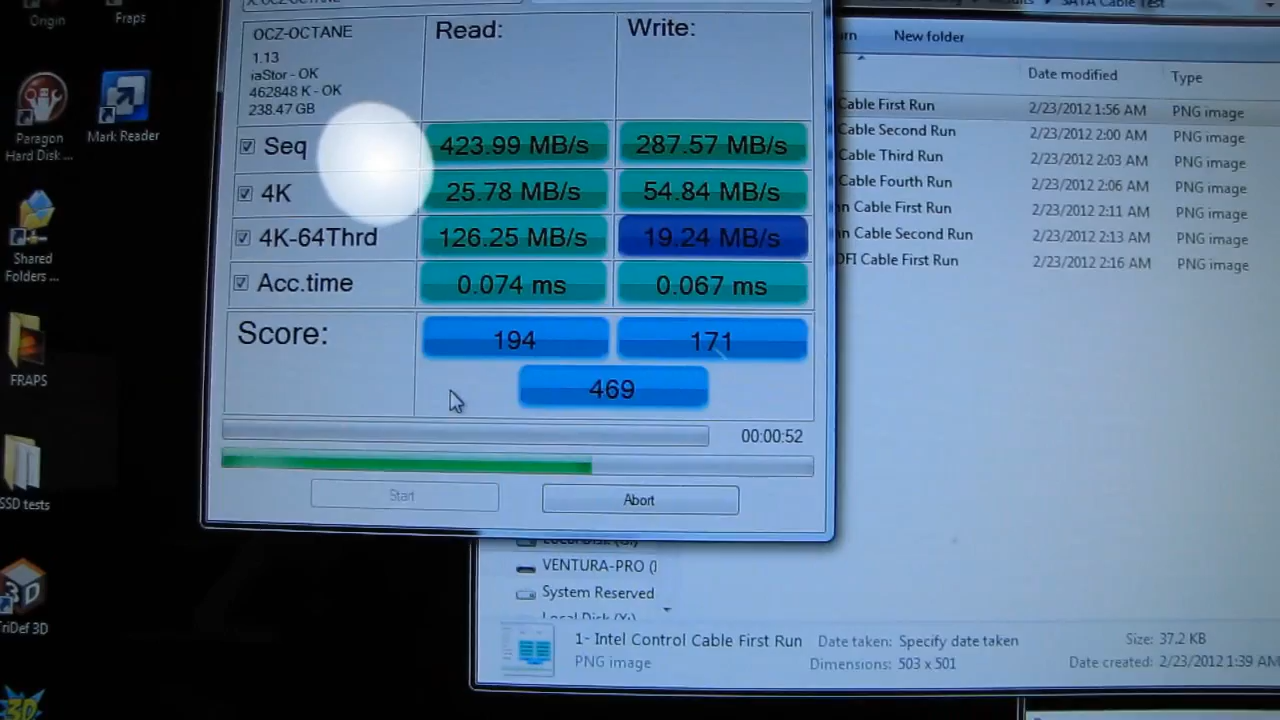 Origin
Fraps
Paragon
Hard Disk ...
Mark Reader
Shared
Folders ...
FRAPS
SSD tests
TriDef 3D
3D
OCZ-OCTANE
1.13
iaStor - OK
462848 K - OK
238.47 GB
Read:
Write:
Seq
423.99 MB/s
287.57 MB/s
4K
25.78 MB/s
54.84 MB/s
4K-64Thrd
126.25 MB/s
19.24 MB/s
Acc.time
0.074 ms
0.067 ms
Score:
194
171
469
00:00:52
Start
Abort
SATA Cable Test
New folder
Date modified
Type
Cable First Run
2/23/2012 1:56 AM
PNG image
Cable Second Run
2/23/2012 2:00 AM
PNG image
Cable Third Run
2/23/2012 2:03 AM
PNG image
Cable Fourth Run
2/23/2012 2:06 AM
PNG image
n Cable First Run
2/23/2012 2:11 AM
PNG image
n Cable Second Run
2/23/2012 2:13 AM
PNG image
DFI Cable First Run
2/23/2012 2:16 AM
PNG image
VENTURA-PRO (
System Reserved
Local Disk (Y:)
1- Intel Control Cable First Run
Date taken: Specify date taken
Size: 37.2 KB
PNG image
Dimensions: 503 x 501
Date created: 2/23/2012 1:39 AM